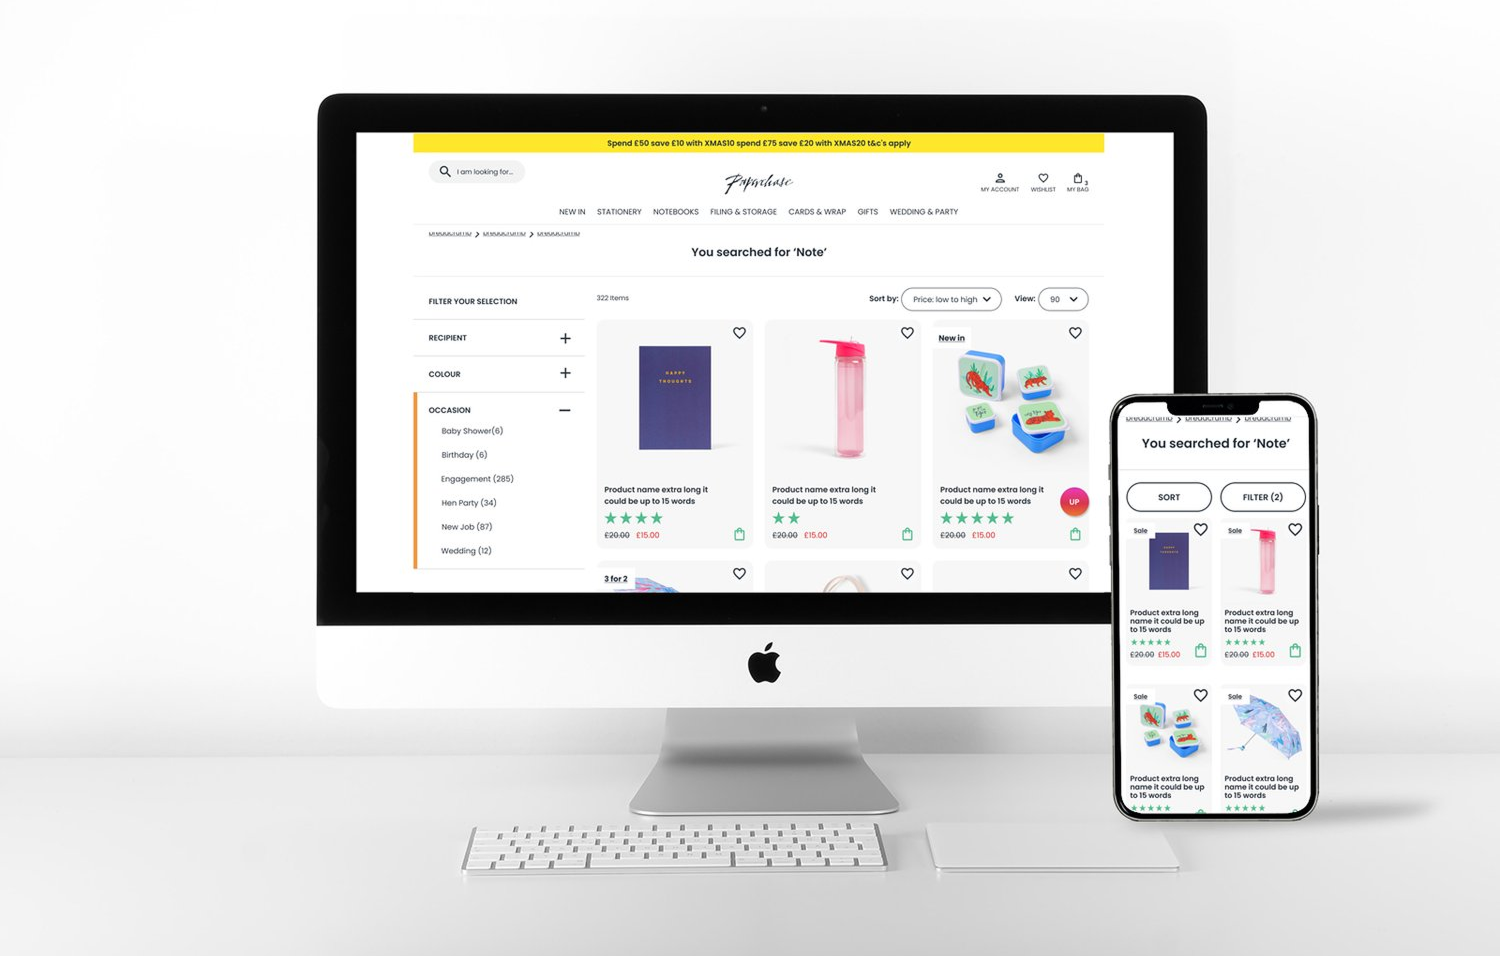 Spend £50 save £10 with XMAS10 spend £75 save £20 with XMAS20 t&c's apply
I am looking for...
Paperchase
MY ACCOUNT
WISHLIST
3
MY BAG
NEW IN STATIONERY NOTEBOOKS FILING & STORAGE CARDS & WRAP GIFTS WEDDING & PARTY
breadcrumb breadcrumb breadcrumb
You searched for ‘Note’
FILTER YOUR SELECTION
RECIPIENT
COLOUR
OCCASION
Baby Shower(6)
Birthday (6)
Engagement (285)
Hen Party (34)
New Job (87)
Wedding (12)
322 Items
Sort by: Price: low to high
View: 90
HAPPY
THOUGHTS
Product name extra long it
could be up to 15 words
£20.00 £15.00
Product name extra long it
could be up to 15 words
£20.00 £15.00
New in
Product name extra long it
could be up to 15 words
£20.00 £15.00
UP
3 for 2
breadcrumb breadcrumb breadcrumb
You searched for ‘Note’
SORT
FILTER (2)
Sale
HAPPY
THOUGHTS
Product extra long
name it could be up
to 15 words
£20.00 £15.00
Sale
Product extra long
name it could be up
to 15 words
£20.00 £15.00
Sale
Product extra long
name it could be up
to 15 words
Sale
Product extra long
name it could be up
to 15 words